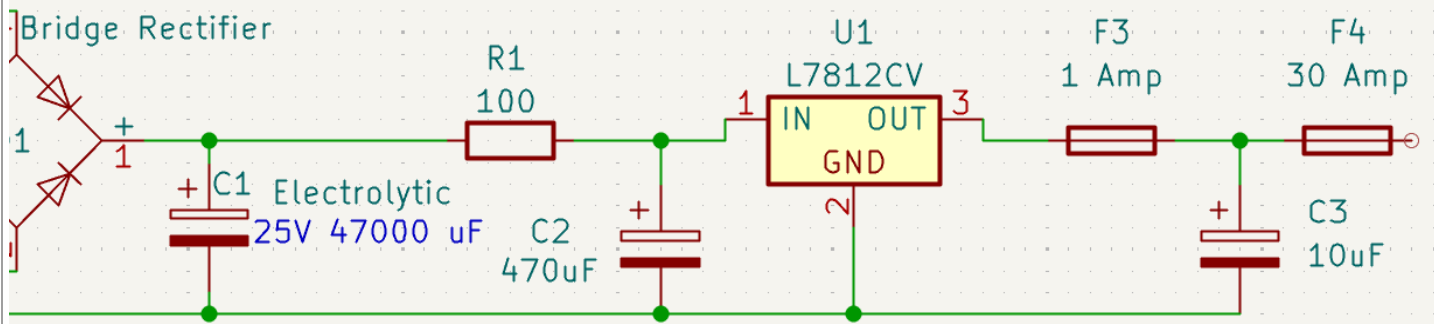 Bridge Rectifier
U1
F3
F4
R1
L7812CV
1 Amp
30 Amp
100
1
3
IN
OUT
+
1
1
GND
+
C1
Electrolytic
2
+
+
C3
25V 47000 uF
C2
10uF
470uF